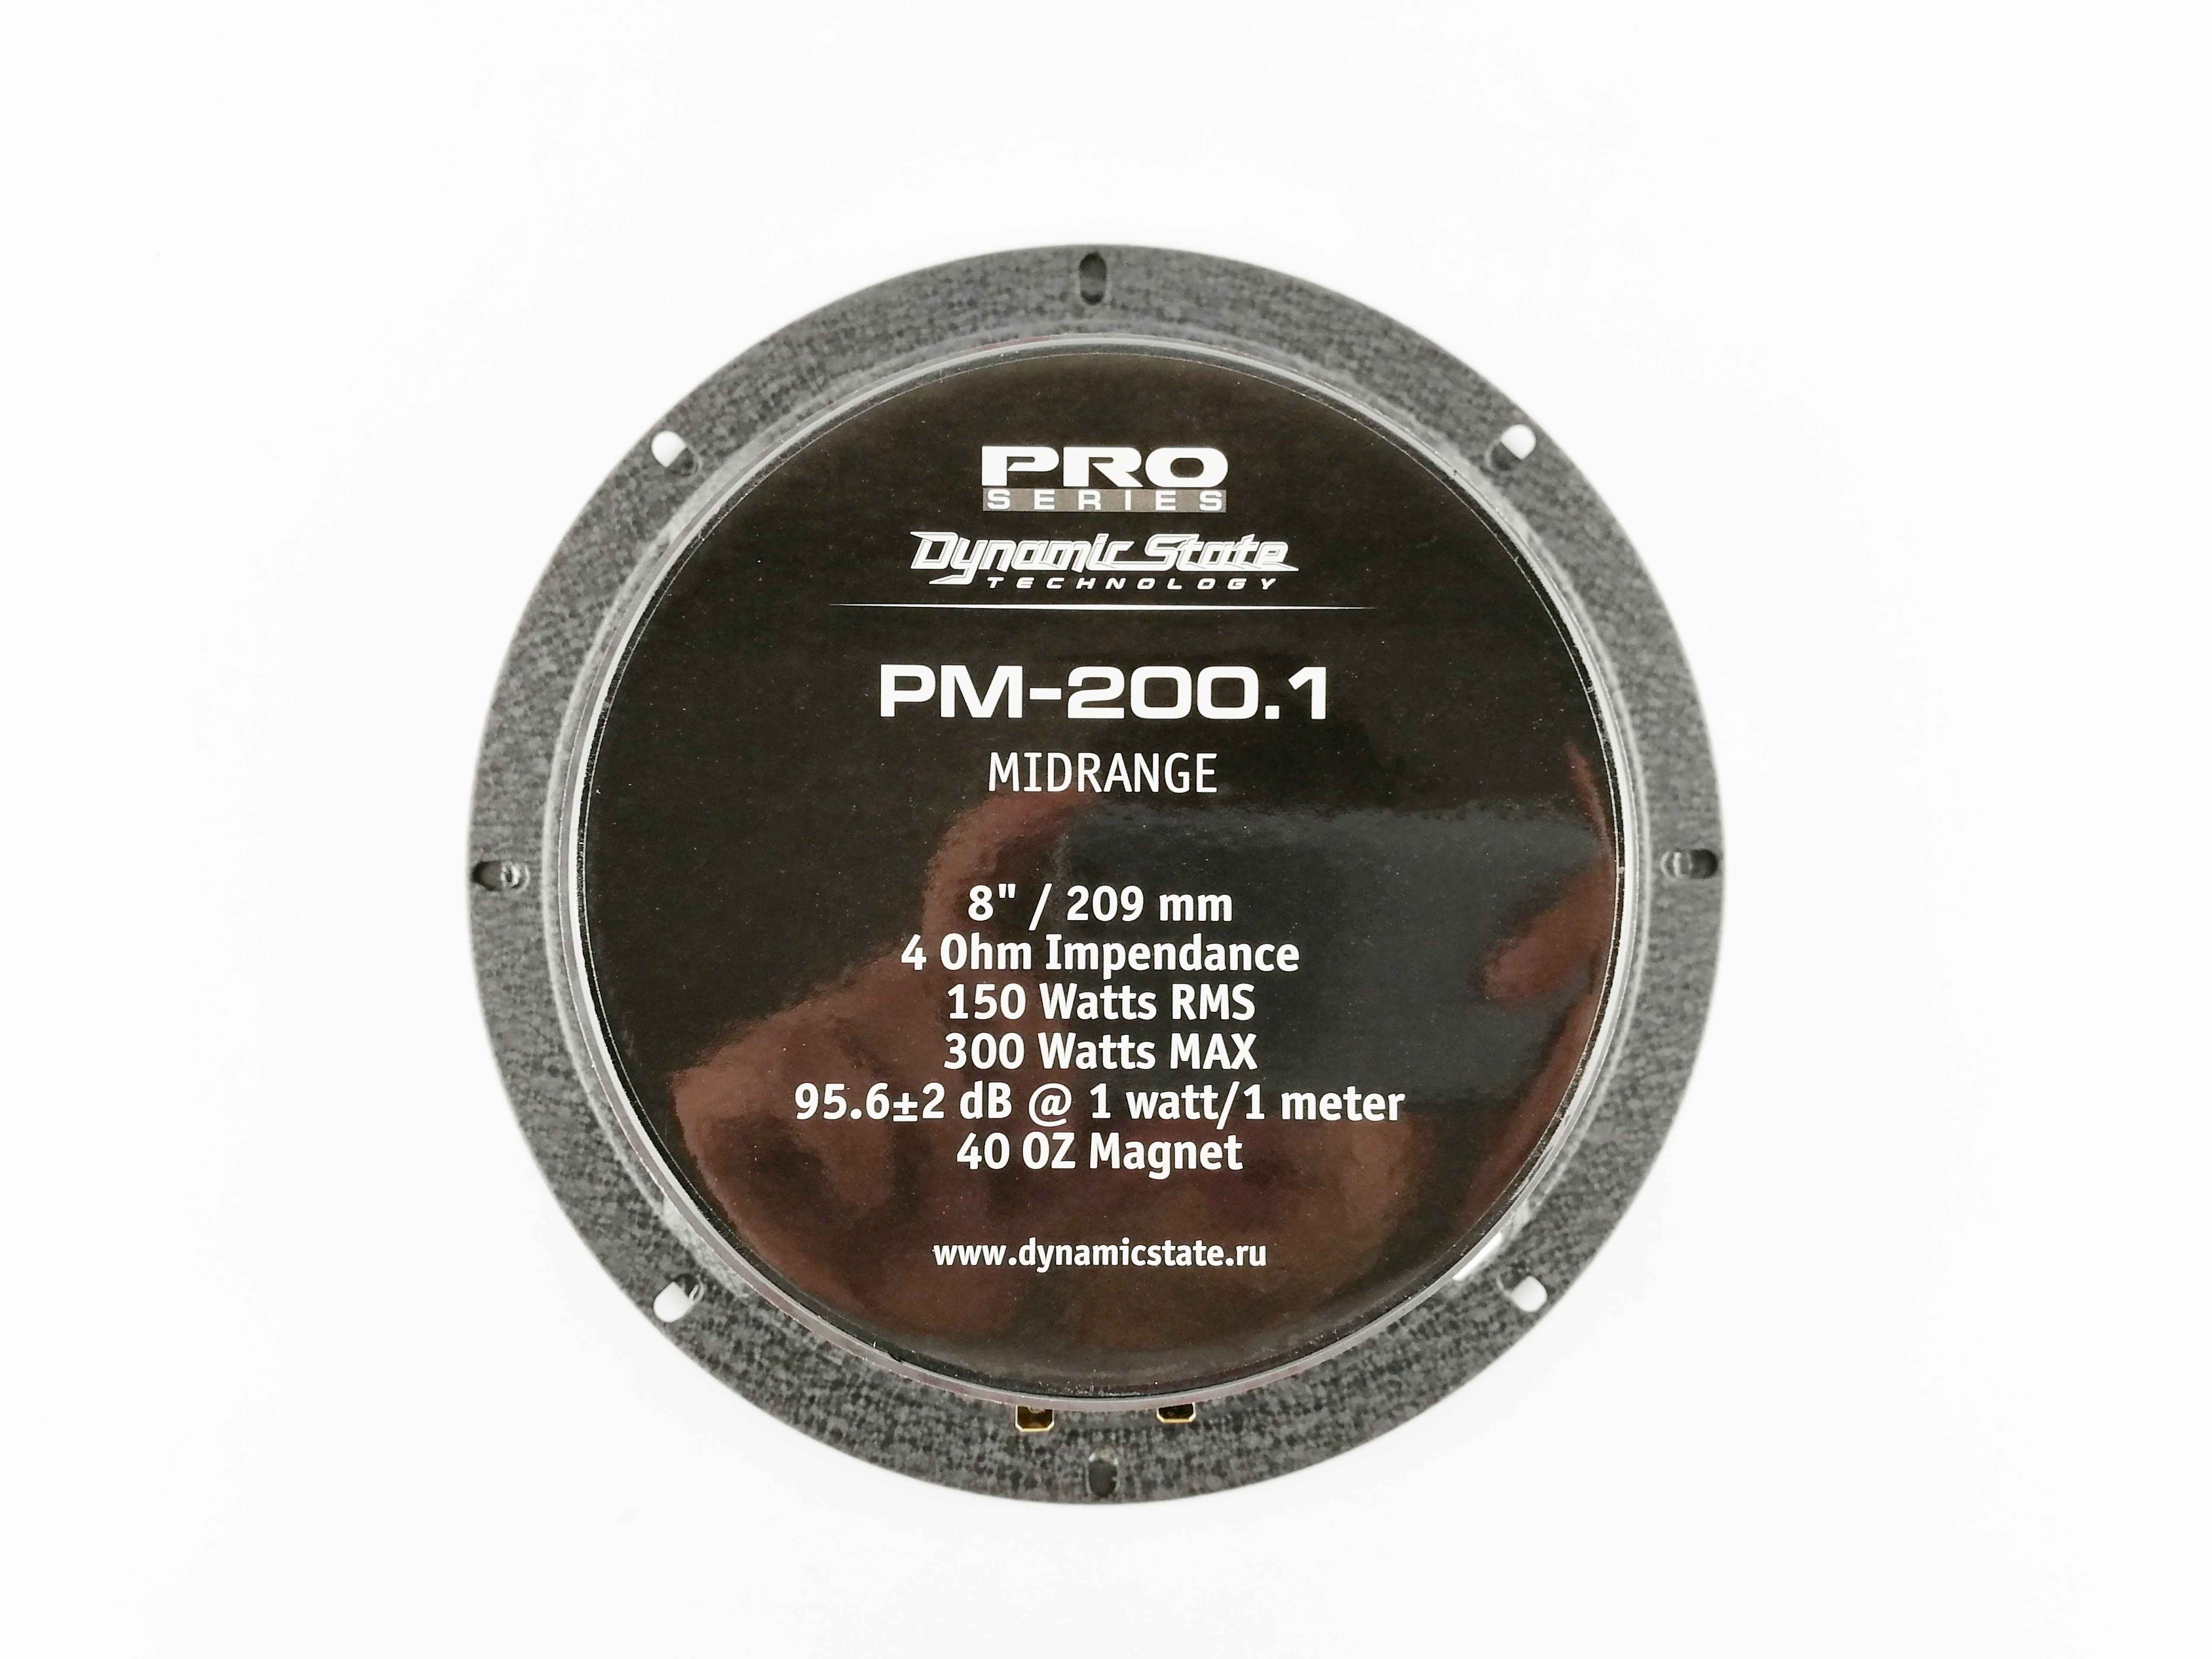 PRO
SERIES
Dynamic State
TECHNOLOGY
PM-200.1
MIDRANGE
8" / 209 mm
4 Ohm Impendance
150 Watts RMS
300 Watts MAX
95.6±2 dB @ 1 watt/1 meter
40 OZ Magnet
www.dynamicstate.ru